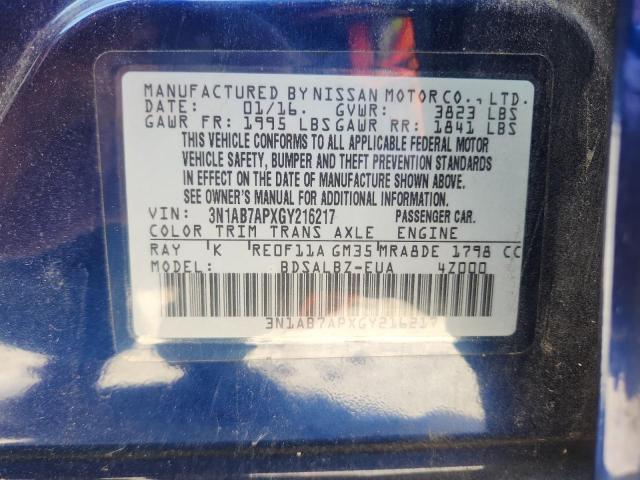 MANUFACTURED BY NISSAN MOTOR CO., LTD.
DATE: 01/16. GVWR: 3823 LBS
GAWR FR: 1995 LBS GAWR RR: 1841 LBS
THIS VEHICLE CONFORMS TO ALL APPLICABLE FEDERAL MOTOR
VEHICLE SAFETY, BUMPER AND THEFT PREVENTION STANDARDS
IN EFFECT ON THE DATE OF MANUFACTURE SHOWN ABOVE.
SEE OWNER'S MANUAL FOR ADDITIONAL INFORMATION.
VIN: 3N1AB7APXGY216217 PASSENGER CAR.
COLOR TRIM TRANS AXLE ENGINE
RAY K RE0F11A GM35 MRA8DE 1798 CC
MODEL: BDSALBZ-EUA 4Z000
3N1AB7APXGY216217